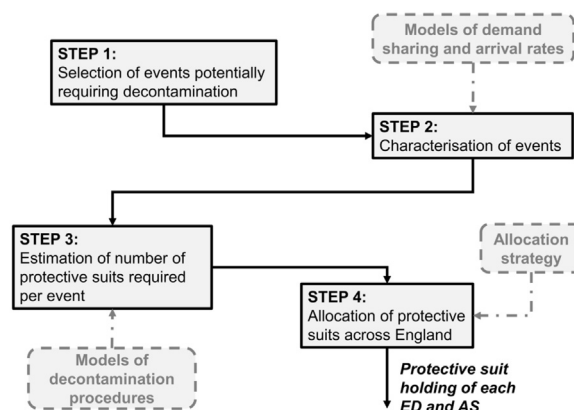 Models of demand
sharing and arrival rates
STEP 1:
Selection of events potentially
requiring decontamination
STEP 2:
Characterisation of events
STEP 3:
Estimation of number of
protective suits required
per event
Allocation
strategy
STEP 4:
Allocation of protective
suits across England
Models of
decontamination
procedures
Protective suit
holding of each
ED and AS